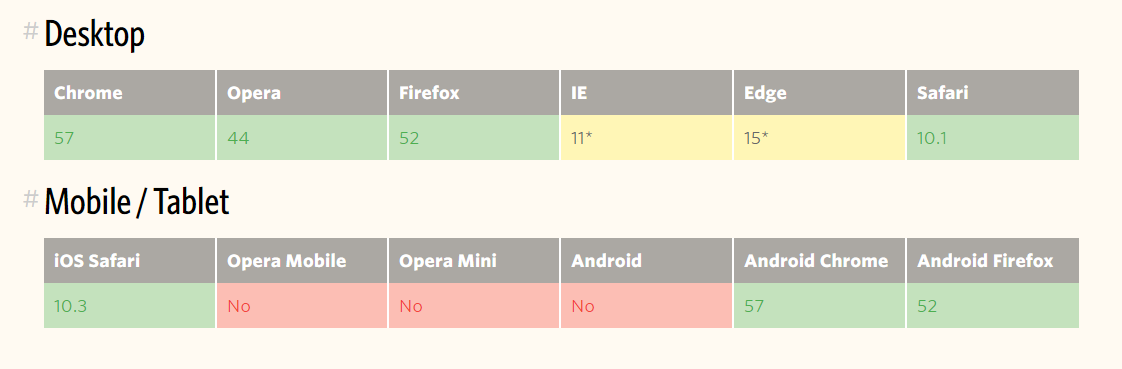 # Desktop
Chrome Opera Firefox IE Edge Safari
57 44 52 11* 15* 10.1
# Mobile / Tablet
iOS Safari Opera Mobile Opera Mini Android Android Chrome Android Firefox
10.3 No No No 57 52